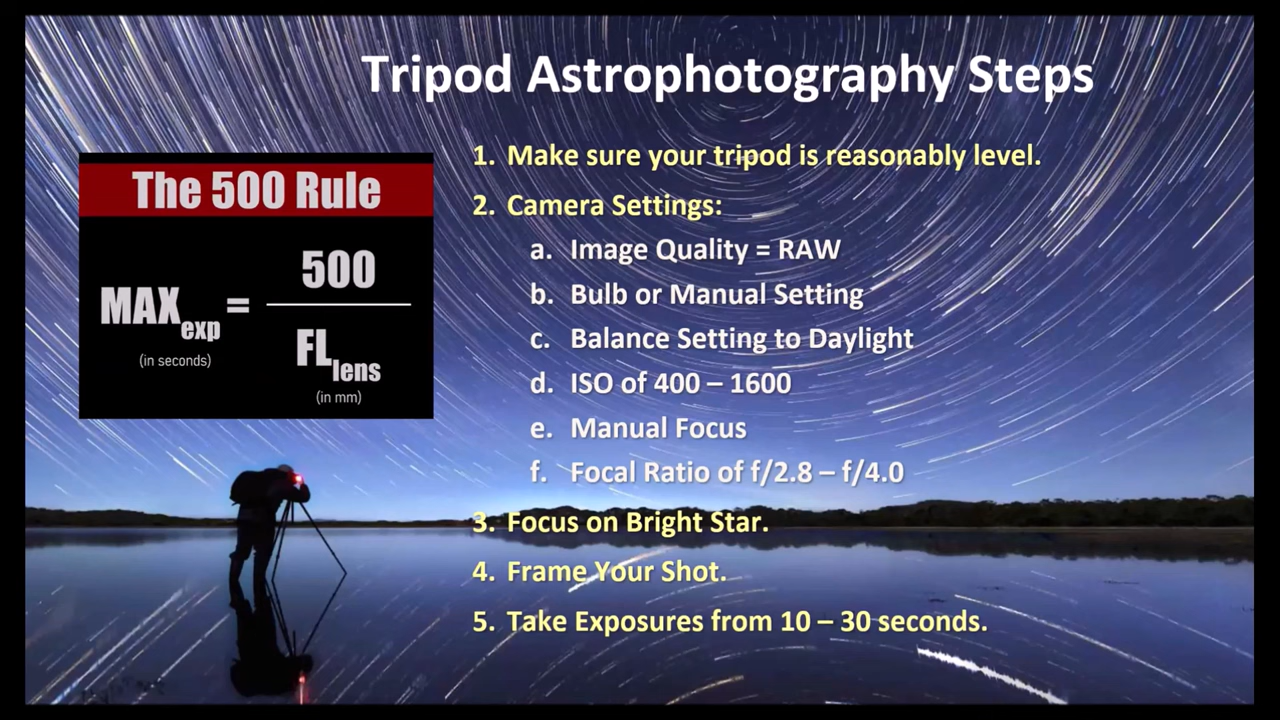 Tripod Astrophotography Steps
The 500 Rule
MAXexp = 500
FLlens
(in seconds)
(in mm)
1. Make sure your tripod is reasonably level.
2. Camera Settings:
a. Image Quality = RAW
b. Bulb or Manual Setting
c. Balance Setting to Daylight
d. ISO of 400 – 1600
e. Manual Focus
f. Focal Ratio of f/2.8 – f/4.0
3. Focus on Bright Star.
4. Frame Your Shot.
5. Take Exposures from 10 – 30 seconds.